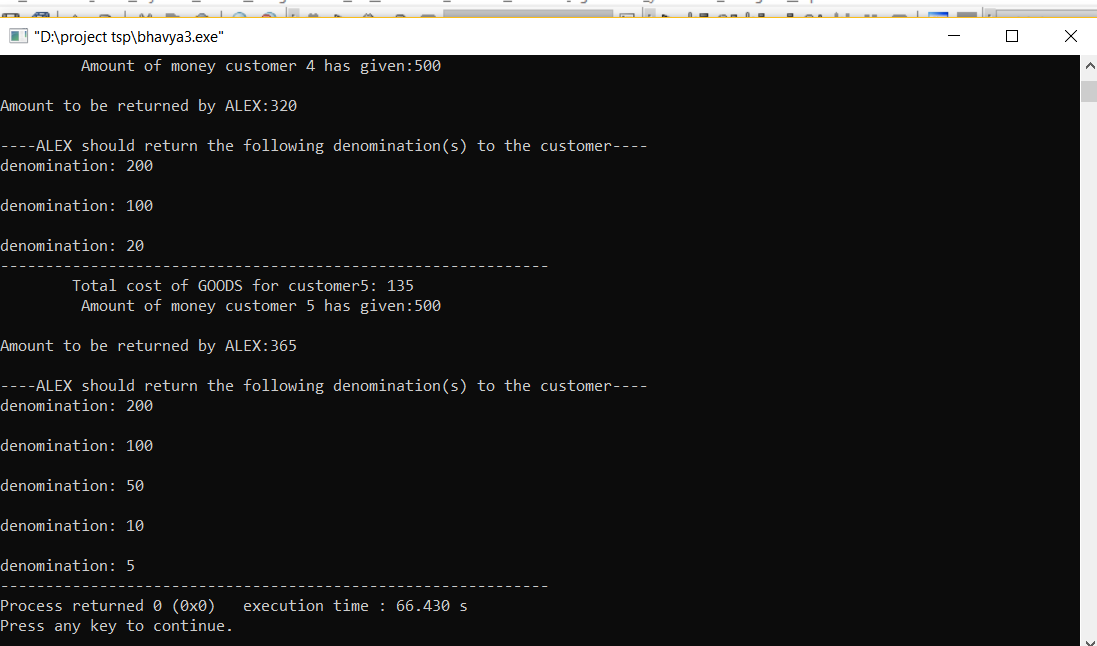 "D:\project tsp\bhavya3.exe"
Amount of money customer 4 has given:500
Amount to be returned by ALEX:320
----ALEX should return the following denomination(s) to the customer----
denomination: 200
denomination: 100
denomination: 20
-------------------------------------------------------------
Total cost of GOODS for customer5: 135
Amount of money customer 5 has given:500
Amount to be returned by ALEX:365
----ALEX should return the following denomination(s) to the customer----
denomination: 200
denomination: 100
denomination: 50
denomination: 10
denomination: 5
-------------------------------------------------------------
Process returned 0 (0x0)   execution time : 66.430 s
Press any key to continue.